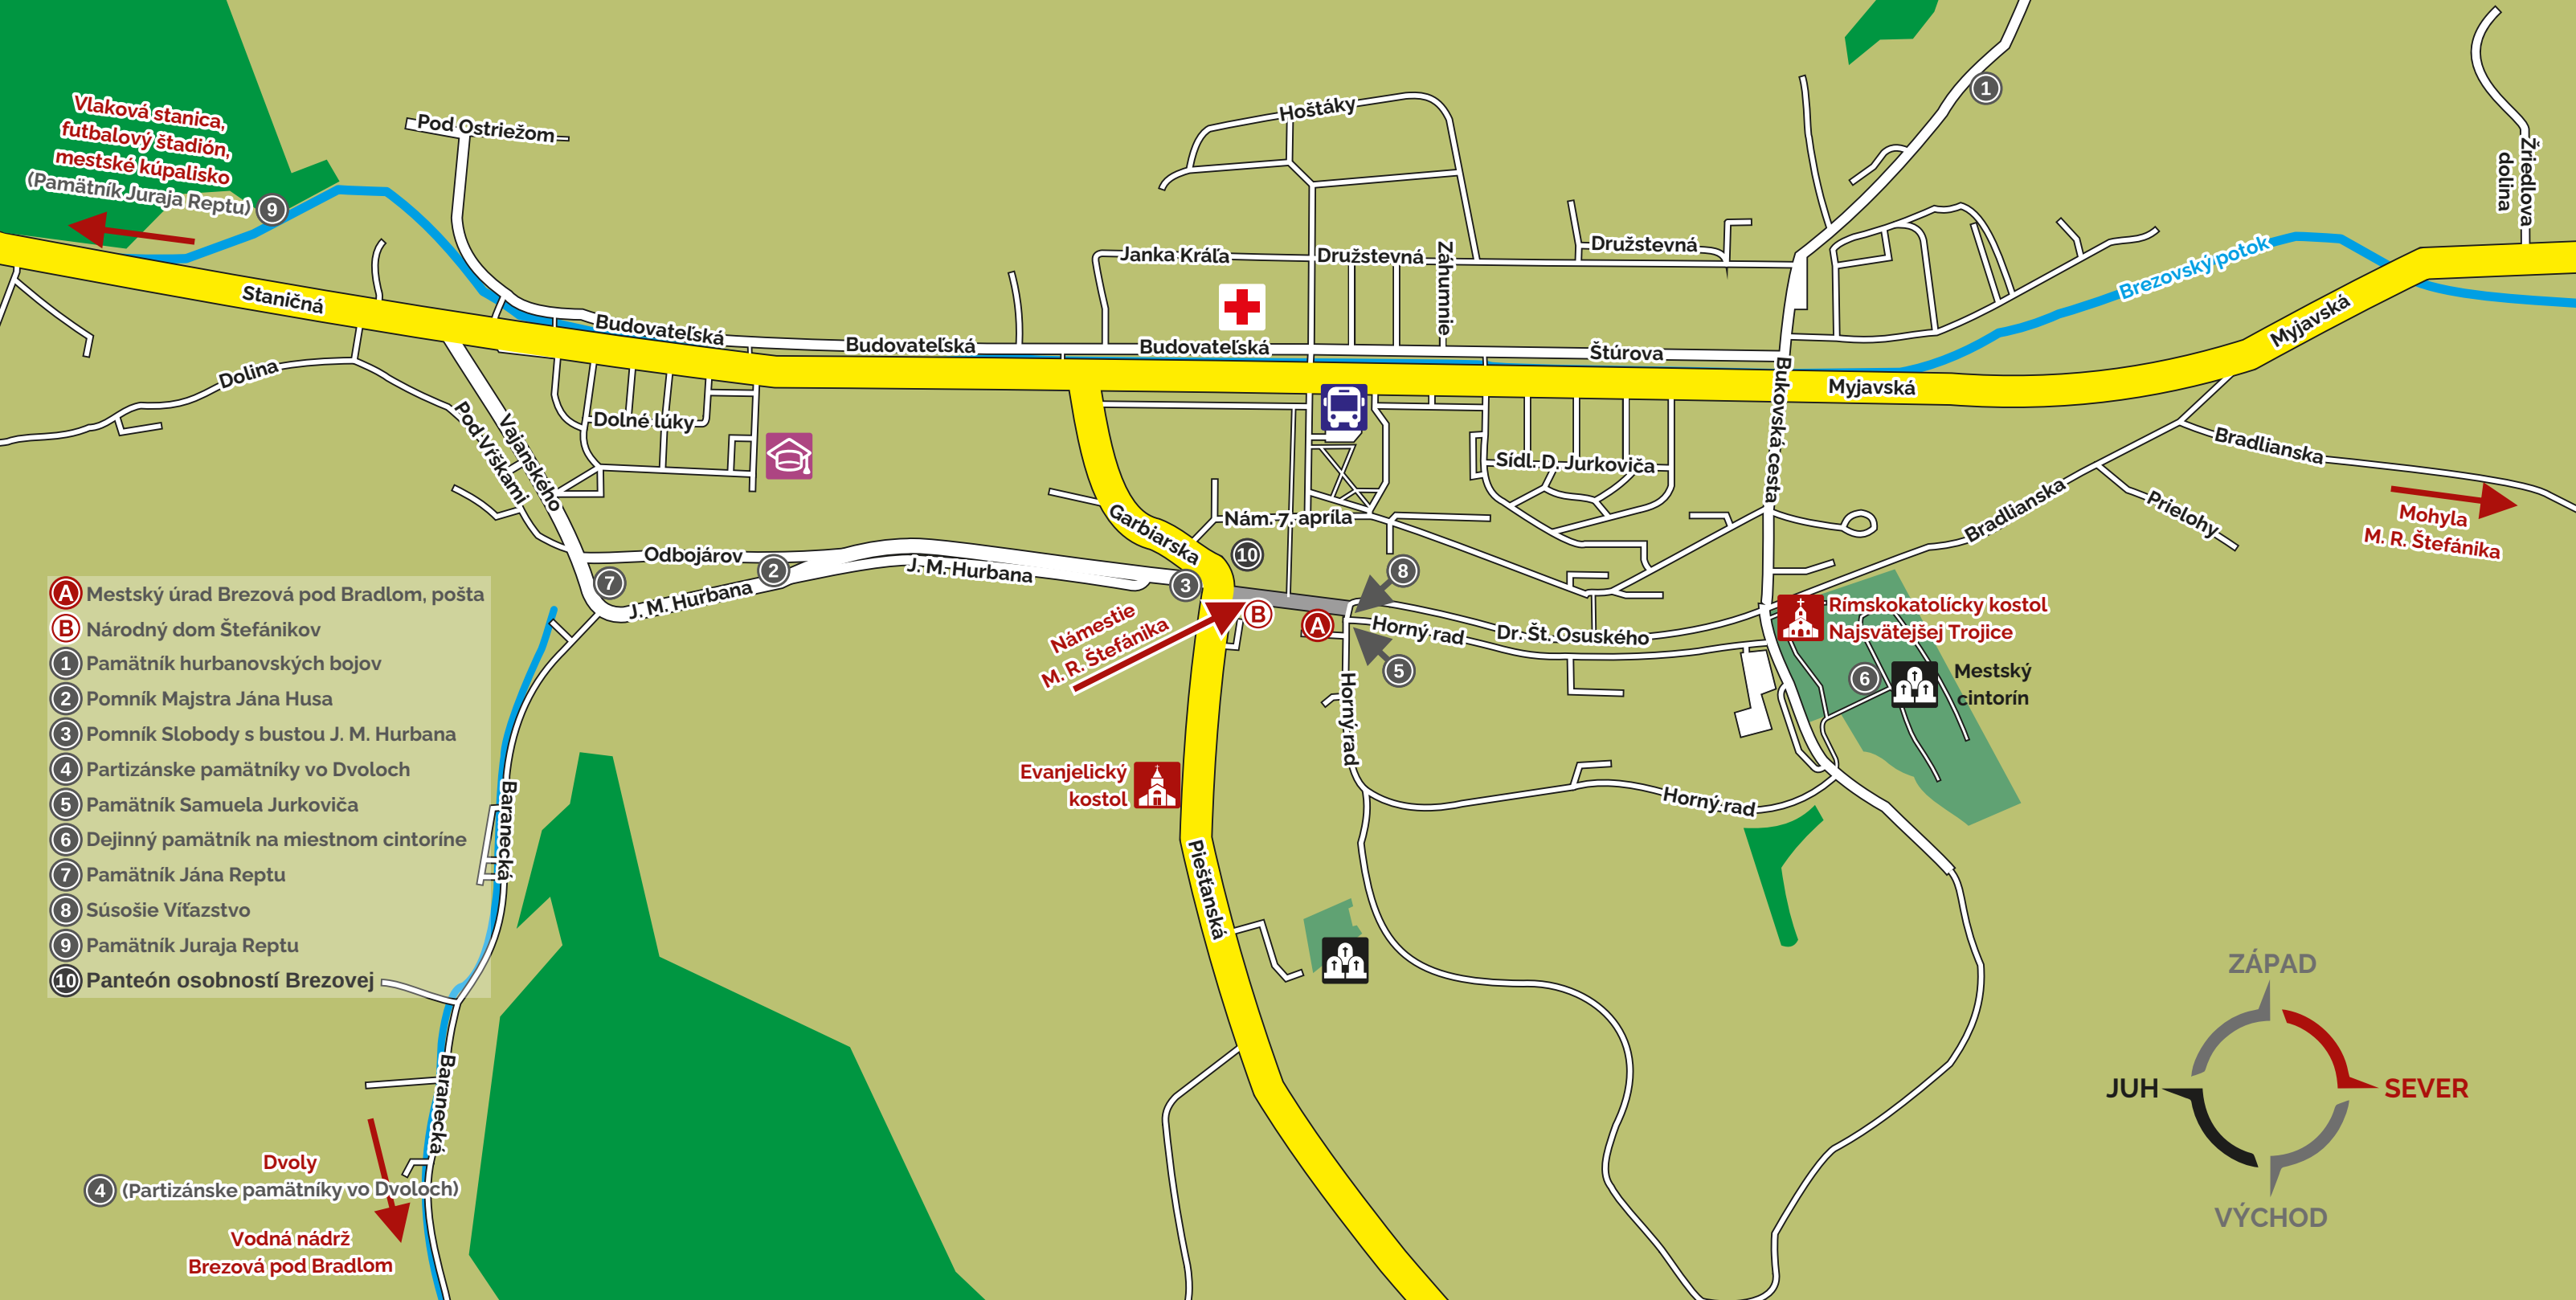 Vlaková stanica,
futbalový štadión,
mestské kúpalisko
(Pamätník Juraja Reptu)
9
Pod Ostriežom
Hoštáky
1
Žriedlova
dolina
Janka Kráľa
Družstevná
Záhumnie
Družstevná
Brezovský potok
Staničná
Budovateľská
Budovateľská
Budovateľská
Štúrova
Myjavská
Myjavská
Bukovská cesta
Dolina
Pod Vŕškami
Vajanského
Dolné lúky
Sídl. D. Jurkoviča
Bradlianska
Bradlianska
Prielohy
Mohyla
M. R. Štefánika
Garbiarska
Nám. 7. apríla
10
Odbojárov
2
J. M. Hurbana
J. M. Hurbana
7
3
8
Námestie
M. R. Štefánika
B
A
Horný rad
Dr. Št. Osuského
5
Rímskokatolícky kostol
Najsvätejšej Trojice
6
Mestský
cintorín
Horný rad
Horný rad
Evanjelický
kostol
Piešťanská
A Mestský úrad Brezová pod Bradlom, pošta
B Národný dom Štefánikov
1 Pamätník hurbanovských bojov
2 Pomník Majstra Jána Husa
3 Pomník Slobody s bustou J. M. Hurbana
4 Partizánske pamätníky vo Dvoloch
5 Pamätník Samuela Jurkoviča
6 Dejinný pamätník na miestnom cintoríne
7 Pamätník Jána Reptu
8 Súsošie Víťazstvo
9 Pamätník Juraja Reptu
10 Panteón osobností Brezovej
Baranecká
Baranecká
Dvoly
4 (Partizánske pamätníky vo Dvoloch)
Vodná nádrž
Brezová pod Bradlom
ZÁPAD
JUH
SEVER
VÝCHOD